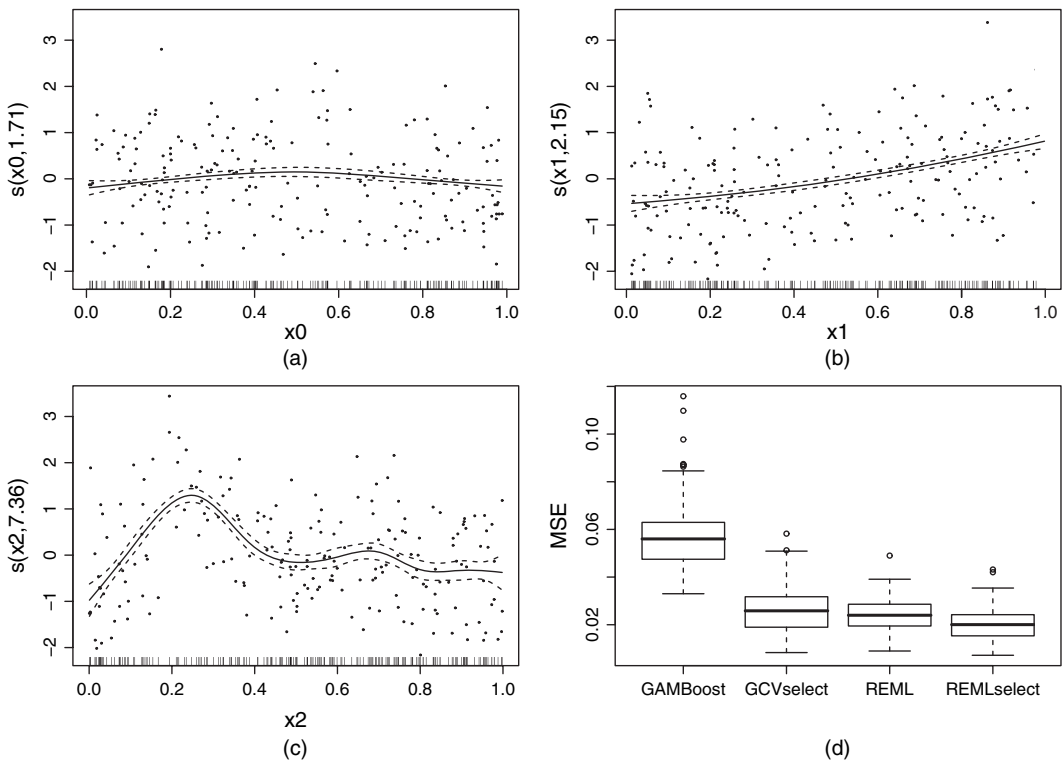 s(x0,1.71)
3
2
1
0
−1
−2
0.0 0.2 0.4 0.6 0.8 1.0
x0
(a)
s(x1,2.15)
3
2
1
0
−1
−2
0.0 0.2 0.4 0.6 0.8 1.0
x1
(b)
s(x2,7.36)
3
2
1
0
−1
−2
0.0 0.2 0.4 0.6 0.8 1.0
x2
(c)
MSE
0.10
0.06
0.02
GAMBoost GCVselect REML REMLselect
(d)